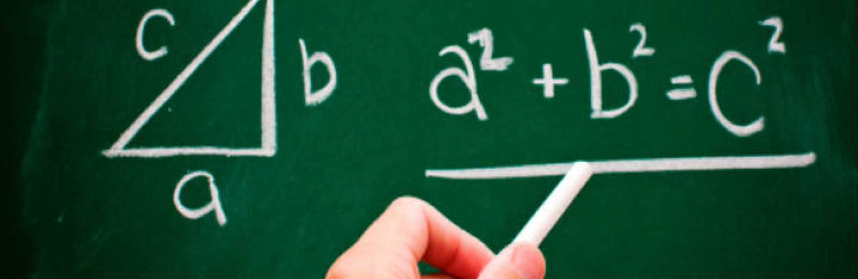 c
b
a
a² + b² = c²